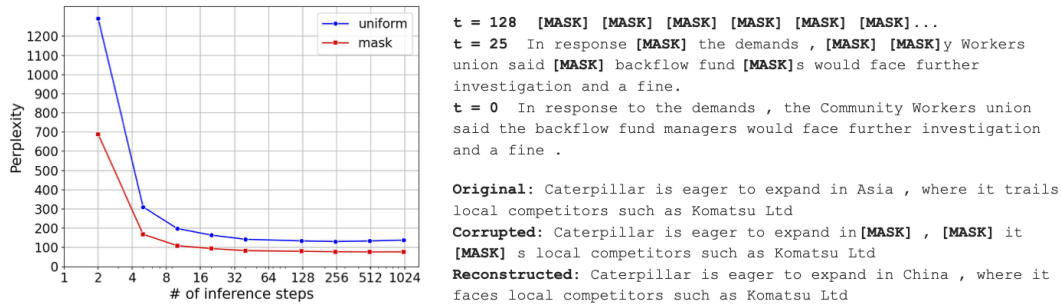 uniform
mask
1200
1100
1000
900
800
700
600
500
400
300
200
100
0
Perplexity
1 2 4 8 16 32 64 128 256 512 1024
# of inference steps
t = 128 [MASK] [MASK] [MASK] [MASK] [MASK] [MASK]...
t = 25 In response [MASK] the demands , [MASK] [MASK]y Workers
union said [MASK] backflow fund [MASK]s would face further
investigation and a fine.
t = 0 In response to the demands , the Community Workers union
said the backflow fund managers would face further investigation
and a fine .
Original: Caterpillar is eager to expand in Asia , where it trails
local competitors such as Komatsu Ltd
Corrupted: Caterpillar is eager to expand in [MASK] , [MASK] it
[MASK] s local competitors such as Komatsu Ltd
Reconstructed: Caterpillar is eager to expand in China , where it
faces local competitors such as Komatsu Ltd